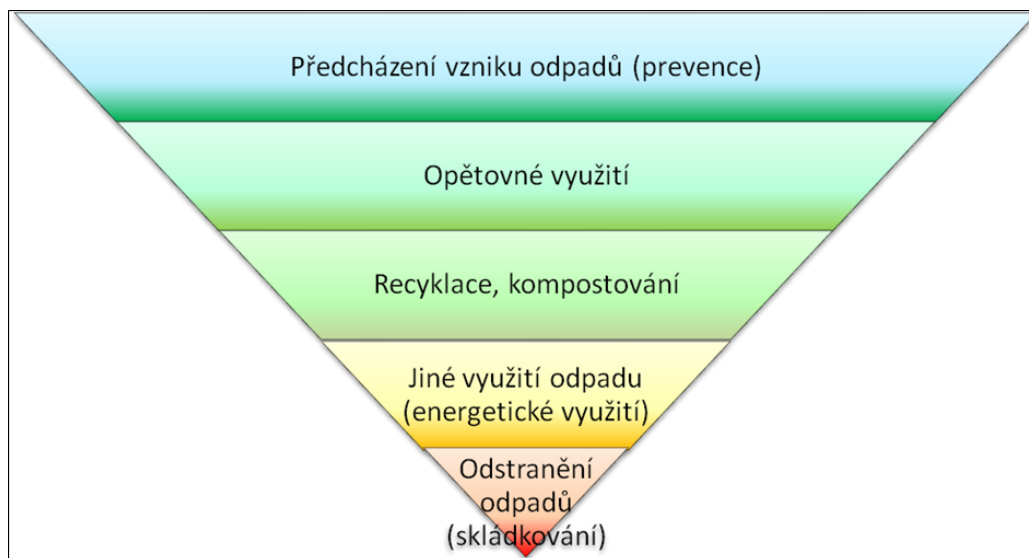 Předcházení vzniku odpadů (prevence)
Opětovné využití
Recyklace, kompostování
Jiné využití odpadu
(energetické využití)
Odstranění
odpadů
(skládkování)